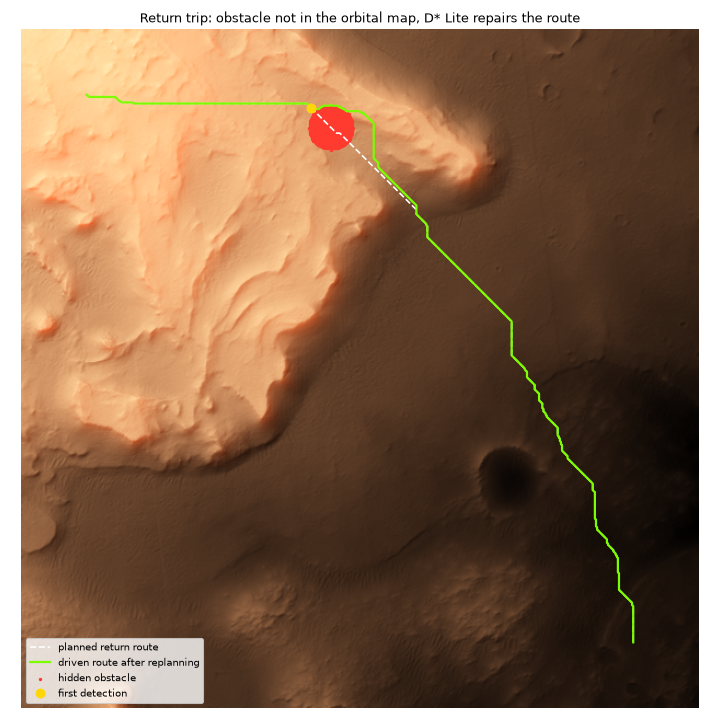 Return trip: obstacle not in the orbital map, D* Lite repairs the route
planned return route
driven route after replanning
hidden obstacle
first detection